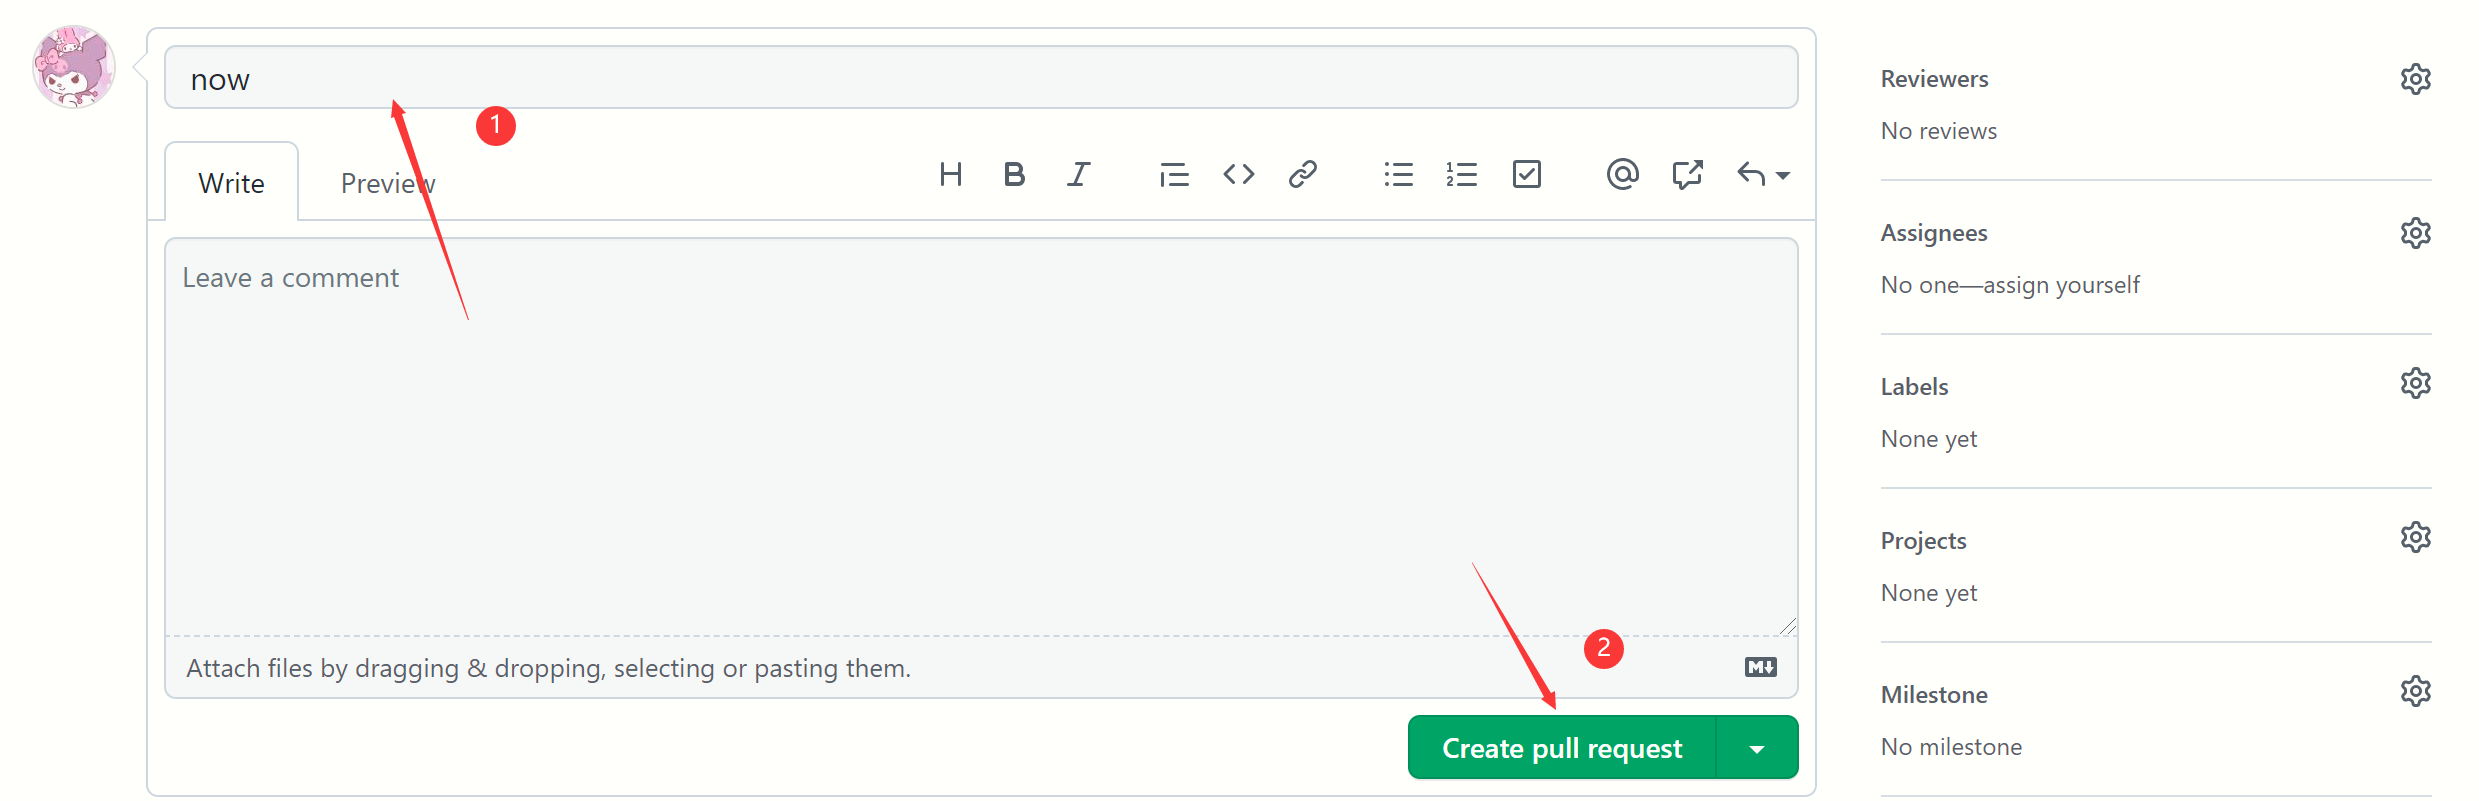 now
1
Write
Preview
Leave a comment
Attach files by dragging & dropping, selecting or pasting them.
2
Create pull request
Reviewers
No reviews
Assignees
No one—assign yourself
Labels
None yet
Projects
None yet
Milestone
No milestone